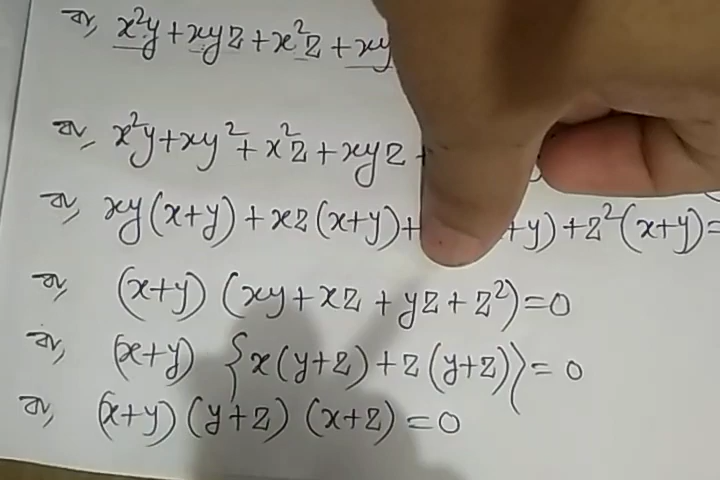 বা, x²y + xyz + x²z + xy
বা, x²y + xy² + x²z + xyz +
বা, xy(x+y) + xz(x+y) + +y) + z²(x+y) =
বা, (x+y) (xy + xz + yz + z²) = 0
বা, (x+y) {x(y+z) + z(y+z)} = 0
বা, (x+y) (y+z) (x+z) = 0